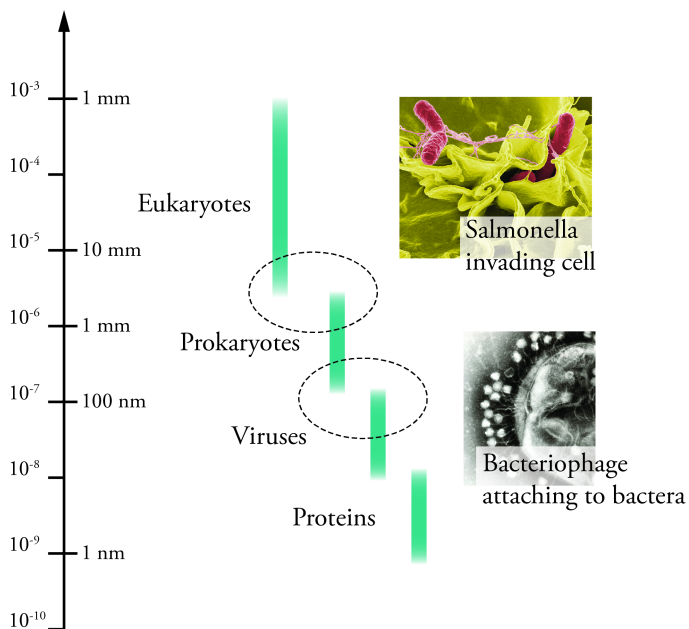 10-3
1 mm
10-4
Eukaryotes
Salmonella
invading cell
10-5
10 mm
10-6
1 mm
Prokaryotes
10-7
100 nm
Viruses
10-8
Bacteriophage
attaching to bactera
Proteins
10-9
1 nm
10-10